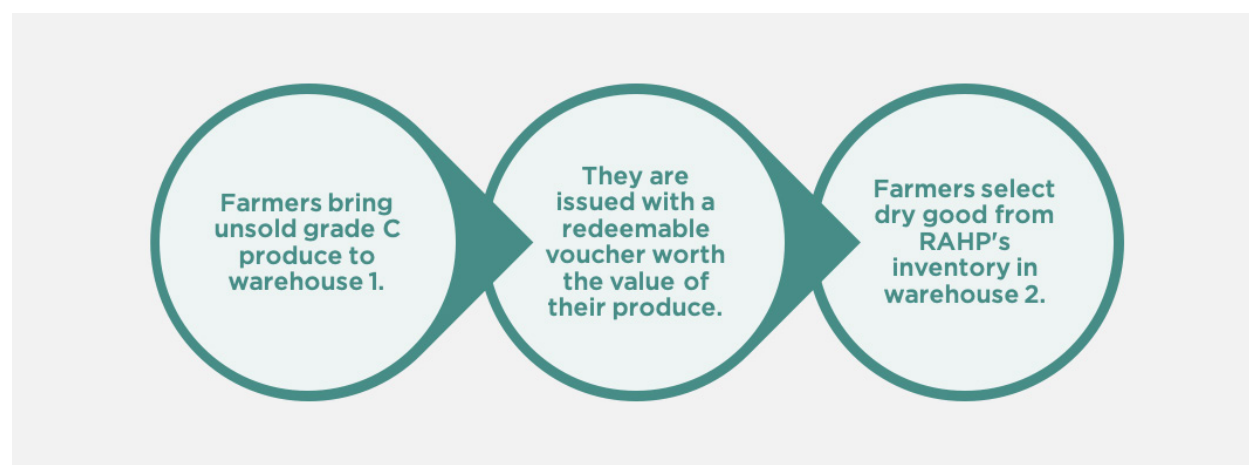 Farmers bring
unsold grade C
produce to
warehouse 1.
They are
issued with a
redeemable
voucher worth
the value of
their produce.
Farmers select
dry good from
RAHP's
inventory in
warehouse 2.